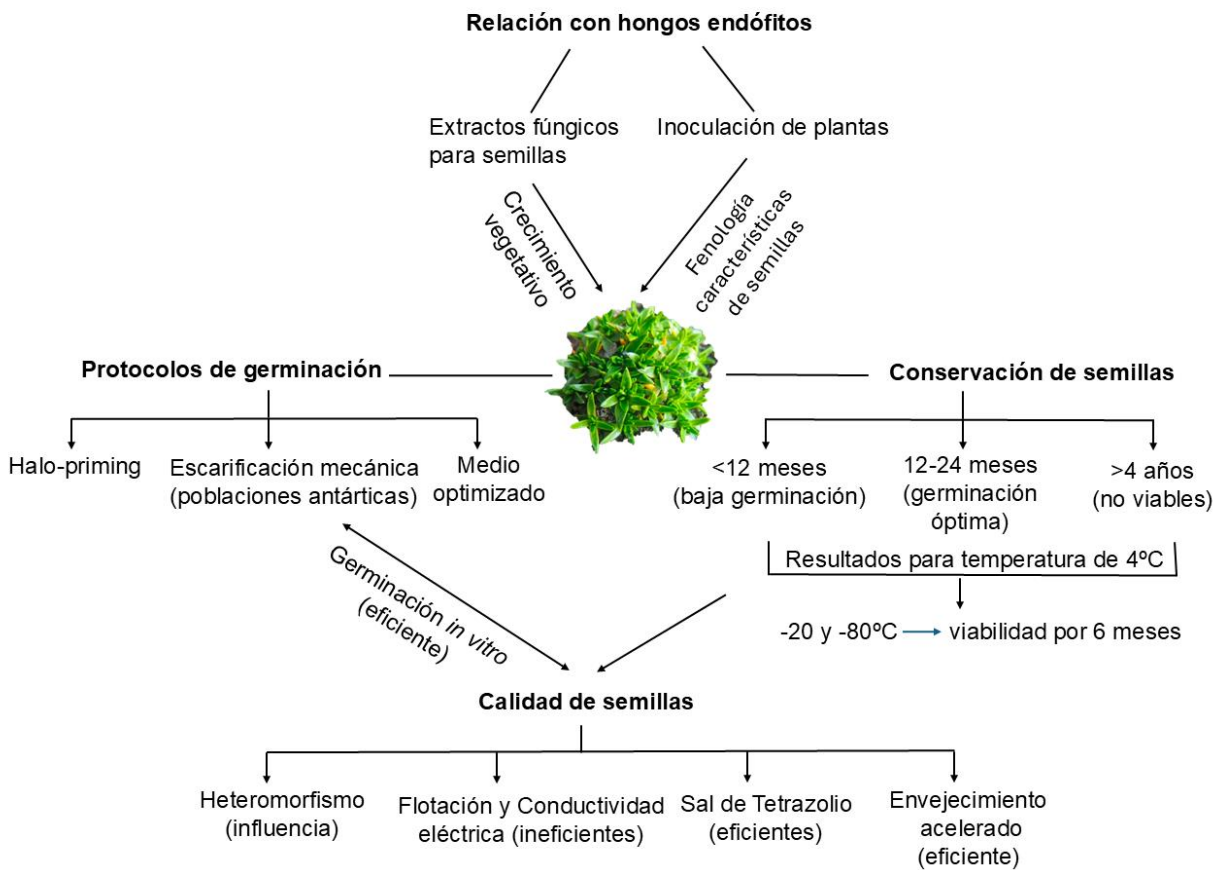 Relación con hongos endófitos
Extractos fúngicos
para semillas
Inoculación de plantas
Crecimiento
vegetativo
Fenología
características
de semillas
Protocolos de germinación
Conservación de semillas
Halo-priming
Escarificación mecánica
(poblaciones antárticas)
Medio
optimizado
<12 meses
(baja germinación)
12-24 meses
(germinación
óptima)
>4 años
(no viables)
Resultados para temperatura de 4ºC
-20 y -80ºC
viabilidad por 6 meses
Germinación in vitro
(eficiente)
Calidad de semillas
Heteromorfismo
(influencia)
Flotación y Conductividad
eléctrica (ineficientes)
Sal de Tetrazolio
(eficientes)
Envejecimiento
acelerado
(eficiente)